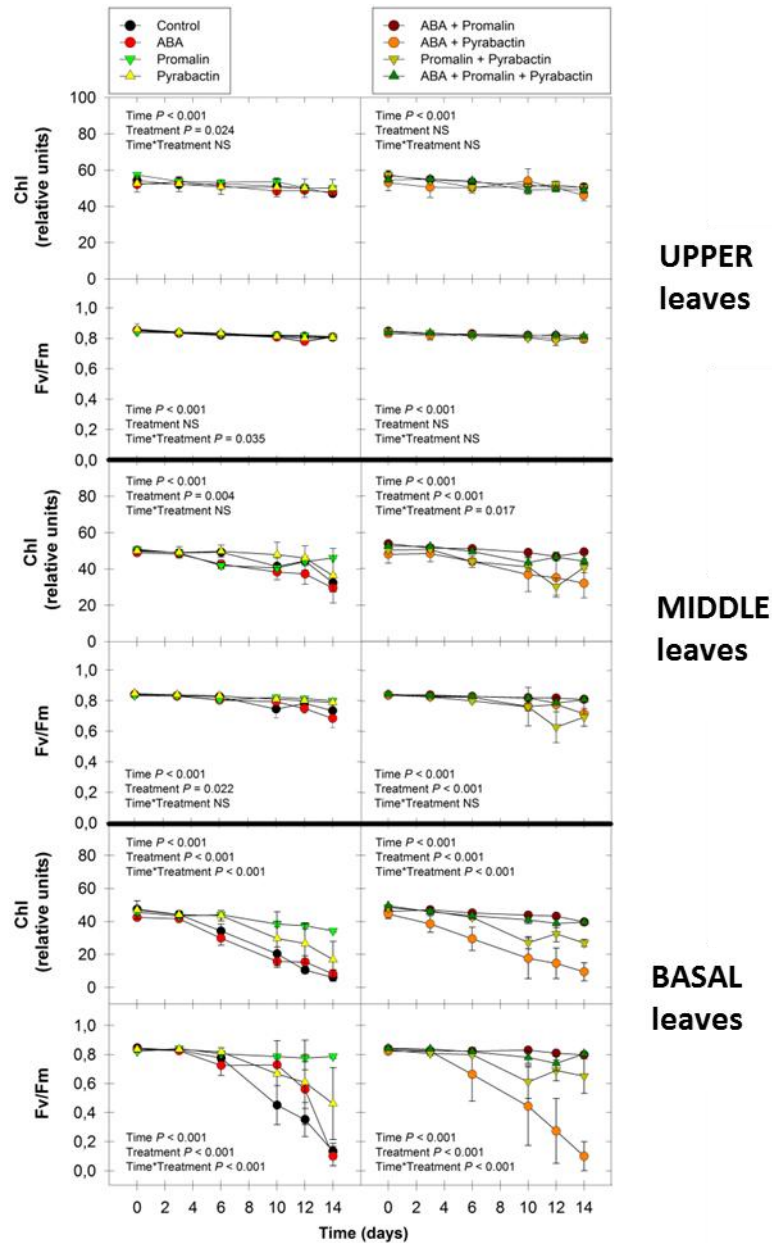 Control
ABA
Promalin
Pyrabactin
ABA + Promalin
ABA + Pyrabactin
Promalin + Pyrabactin
ABA + Promalin + Pyrabactin
Chl
(relative units)
100
80
60
40
20
0
Time P < 0.001
Treatment P = 0.024
Time*Treatment NS
Time P < 0.001
Treatment NS
Time*Treatment NS
UPPER
leaves
Fv/Fm
1,0
0,8
0,6
0,4
0,2
0,0
Time P < 0.001
Treatment NS
Time*Treatment P = 0.035
Time P < 0.001
Treatment NS
Time*Treatment NS
Chl
(relative units)
80
60
40
20
0
Time P < 0.001
Treatment P = 0.004
Time*Treatment NS
Time P < 0.001
Treatment P < 0.001
Time*Treatment P = 0.017
MIDDLE
leaves
Fv/Fm
1,0
0,8
0,6
0,4
0,2
0,0
Time P < 0.001
Treatment P = 0.022
Time*Treatment NS
Time P < 0.001
Treatment P < 0.001
Time*Treatment NS
Chl
(relative units)
80
60
40
20
0
Time P < 0.001
Treatment P < 0.001
Time*Treatment P < 0.001
Time P < 0.001
Treatment P < 0.001
Time*Treatment P < 0.001
BASAL
leaves
Fv/Fm
1,0
0,8
0,6
0,4
0,2
0,0
Time P < 0.001
Treatment P < 0.001
Time*Treatment P < 0.001
Time P < 0.001
Treatment P < 0.001
Time*Treatment P < 0.001
0 2 4 6 8 10 12 14
0 2 4 6 8 10 12 14
Time (days)